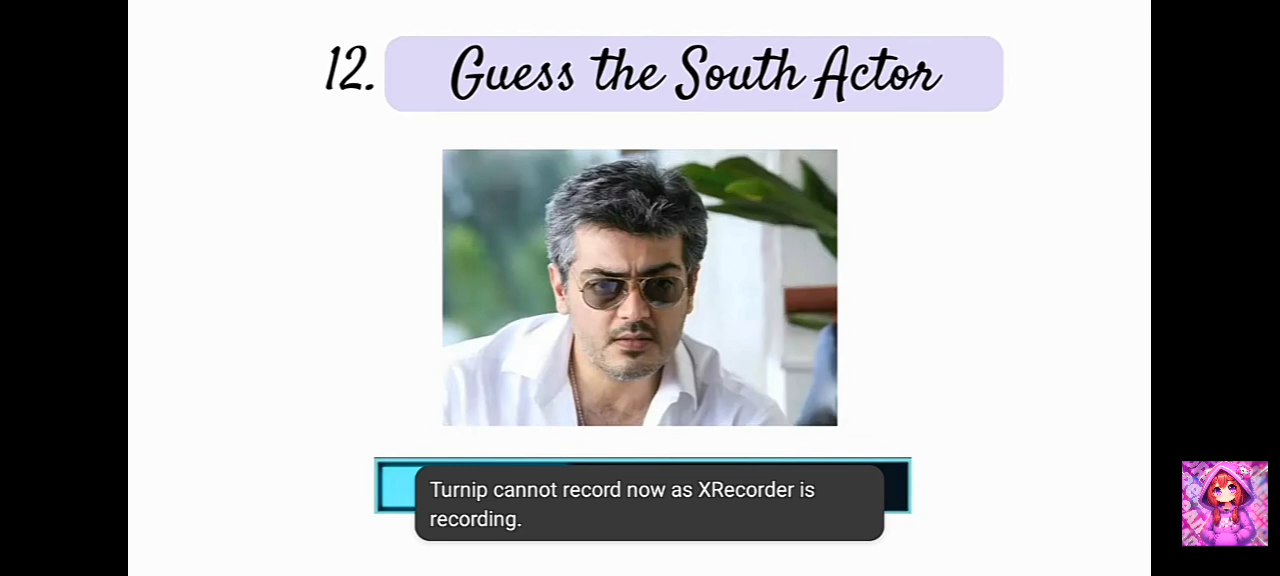 12. Guess the South Actor
Turnip cannot record now as XRecorder is
recording.